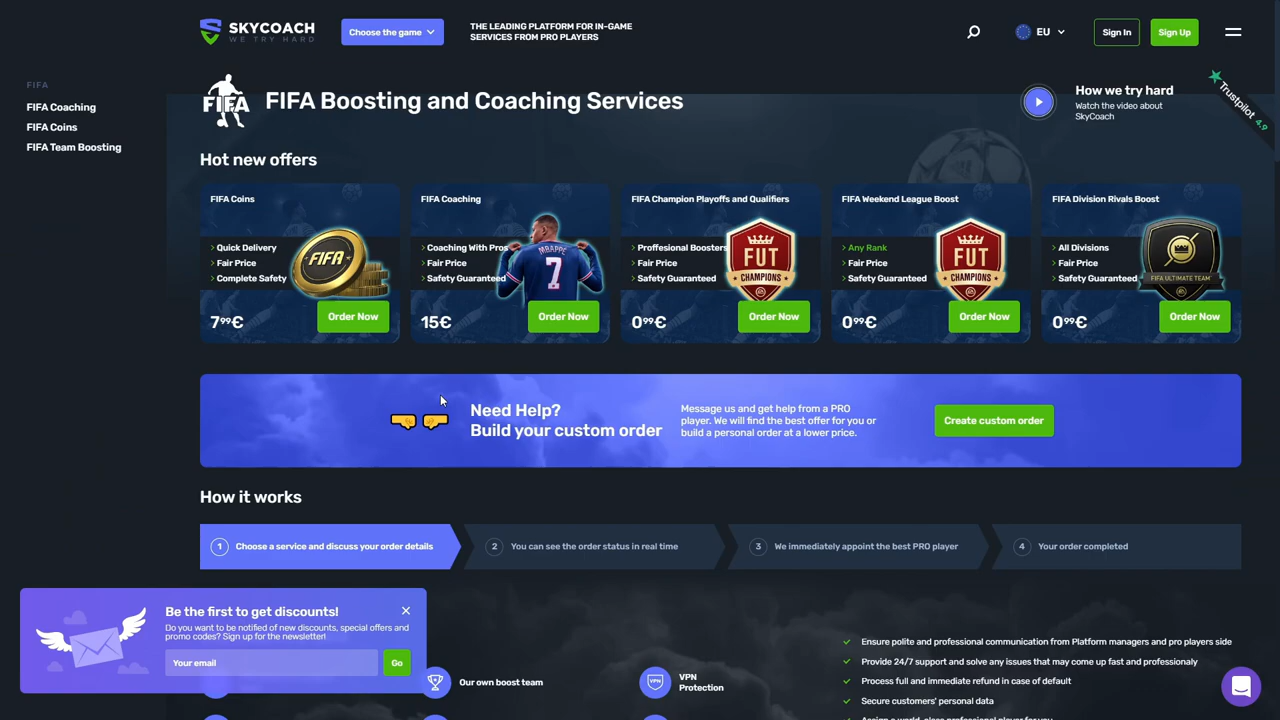 SKYCOACH
WE TRY HARD
Choose the game
THE LEADING PLATFORM FOR IN-GAME
SERVICES FROM PRO PLAYERS
EU
Sign In
Sign Up
FIFA
FIFA Coaching
FIFA Coins
FIFA Team Boosting
FIFA
FIFA Boosting and Coaching Services
How we try hard
Watch the video about
SkyCoach
Trustpilot 4.9
Hot new offers
FIFA Coins
Quick Delivery
Fair Price
Complete Safety
FIFA
7⁹⁹€
Order Now
FIFA Coaching
Coaching With Pros
Fair Price
Safety Guaranteed
MBAPPE
7
15€
Order Now
FIFA Champion Playoffs and Qualifiers
Proffesional Boosters
Fair Price
Safety Guaranteed
FUT
CHAMPIONS
0⁹⁹€
Order Now
FIFA Weekend League Boost
Any Rank
Fair Price
Safety Guaranteed
FUT
CHAMPIONS
0⁹⁹€
Order Now
FIFA Division Rivals Boost
All Divisions
Fair Price
Safety Guaranteed
FIFA ULTIMATE TEAM
0⁹⁹€
Order Now
Need Help?
Build your custom order
Message us and get help from a PRO
player. We will find the best offer for you or
build a personal order at a lower price.
Create custom order
How it works
1 Choose a service and discuss your order details
2 You can see the order status in real time
3 We immediately appoint the best PRO player
4 Your order completed
Be the first to get discounts!
Do you want to be notified of new discounts, special offers and
promo codes? Sign up for the newsletter!
Your email
Go
Our own boost team
VPN
VPN
Protection
Ensure polite and professional communication from Platform managers and pro players side
Provide 24/7 support and solve any issues that may come up fast and professionaly
Process full and immediate refund in case of default
Secure customers' personal data